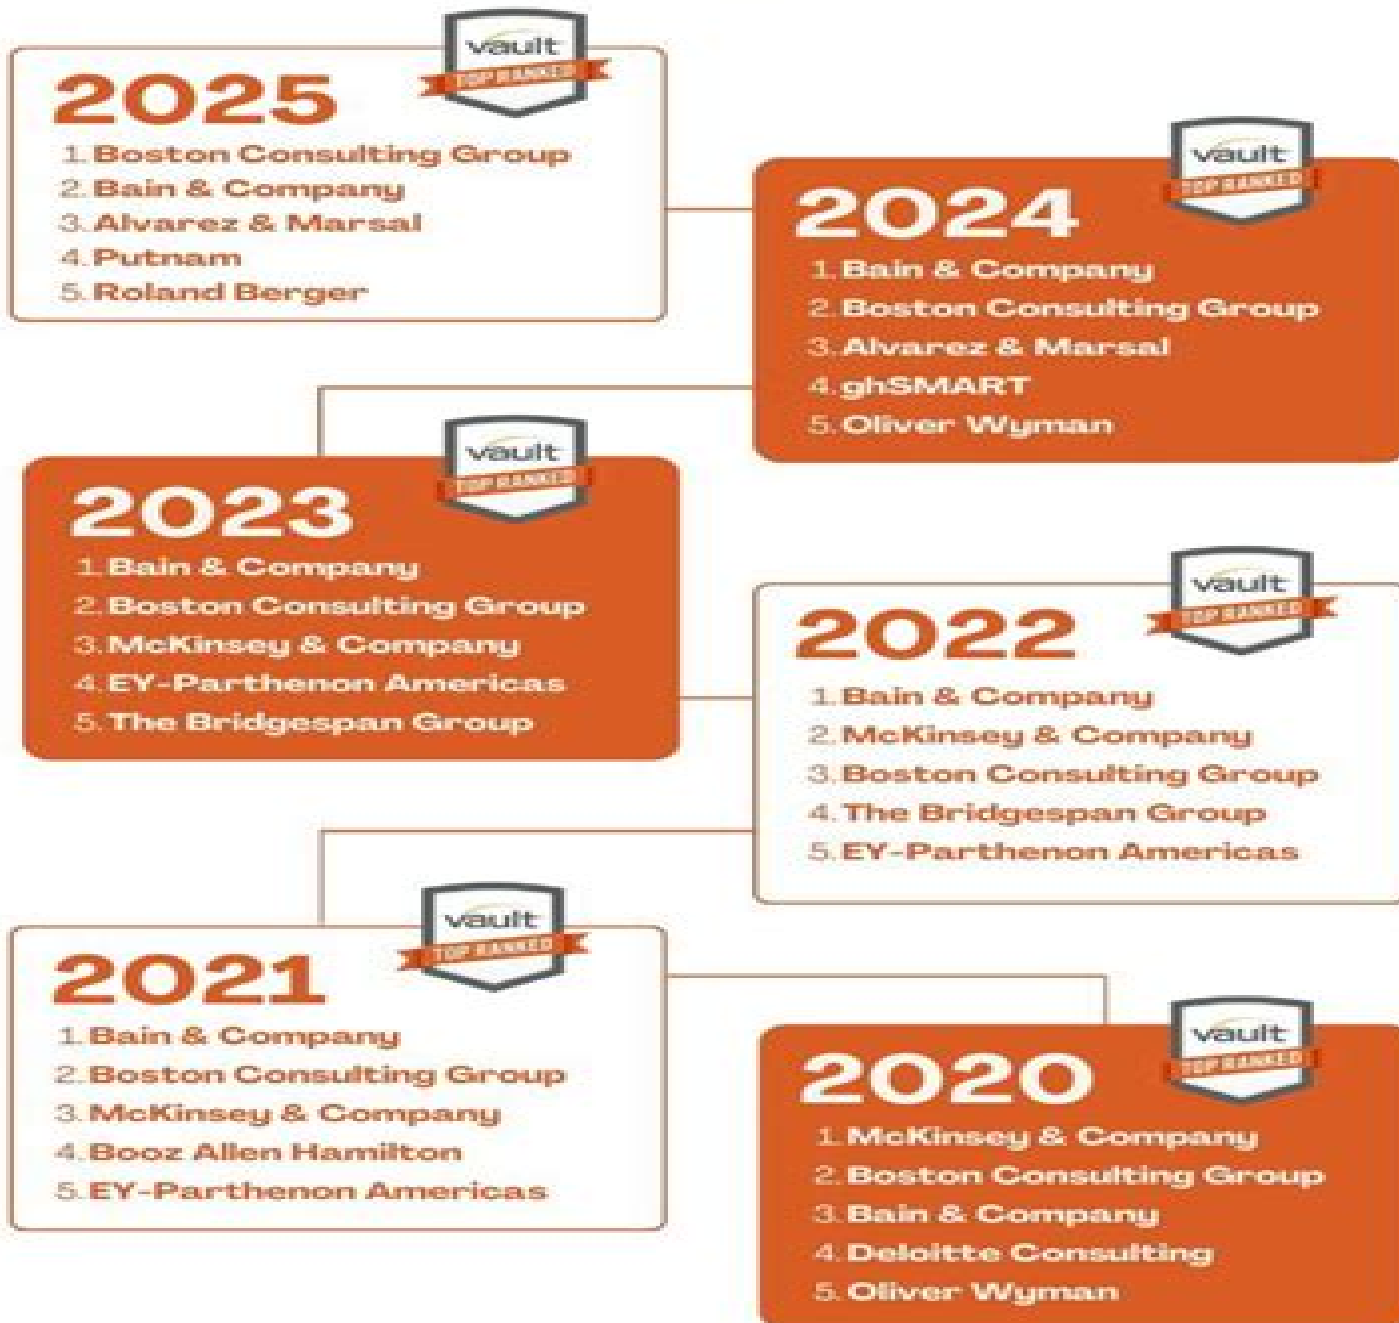 vault
TOP RANKED
2025
1. Boston Consulting Group
2. Bain & Company
3. Alvarez & Marsal
4. Putnam
5. Roland Berger
vault
TOP RANKED
2024
1. Bain & Company
2. Boston Consulting Group
3. Alvarez & Marsal
4. ghSMART
5. Oliver Wyman
vault
TOP RANKED
2023
1. Bain & Company
2. Boston Consulting Group
3. McKinsey & Company
4. EY-Parthenon Americas
5. The Bridgespan Group
vault
TOP RANKED
2022
1. Bain & Company
2. McKinsey & Company
3. Boston Consulting Group
4. The Bridgespan Group
5. EY-Parthenon Americas
vault
TOP RANKED
2021
1. Bain & Company
2. Boston Consulting Group
3. McKinsey & Company
4. Booz Allen Hamilton
5. EY-Parthenon Americas
vault
TOP RANKED
2020
1. McKinsey & Company
2. Boston Consulting Group
3. Bain & Company
4. Deloitte Consulting
5. Oliver Wyman